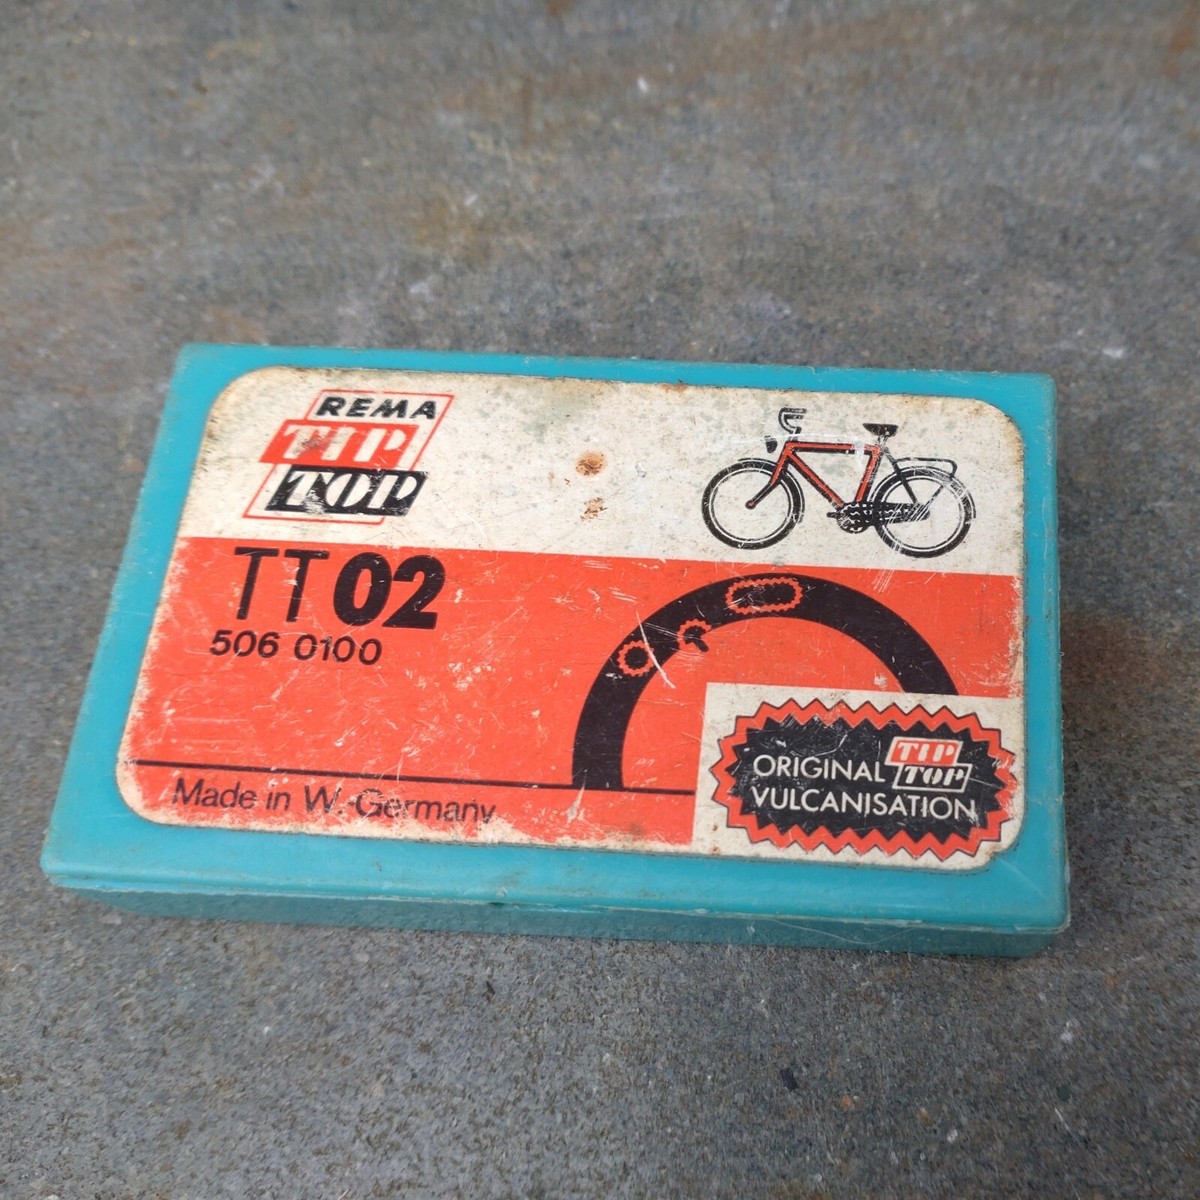 REMA
TIP
TOP
TT 02
506 0100
Made in W.-Germany
ORIGINAL TIP TOP
VULCANISATION